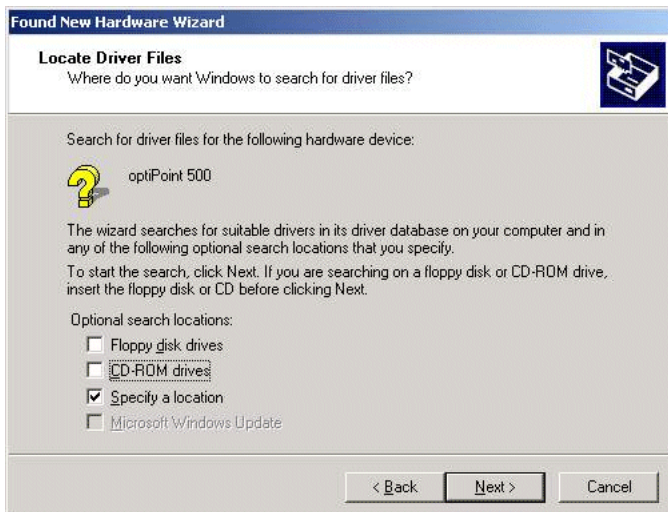 Found New Hardware Wizard
Locate Driver Files
Where do you want Windows to search for driver files?
Search for driver files for the following hardware device:
optiPoint 500
The wizard searches for suitable drivers in its driver database on your computer and in
any of the following optional search locations that you specify.
To start the search, click Next. If you are searching on a floppy disk or CD-ROM drive,
insert the floppy disk or CD before clicking Next.
Optional search locations:
Floppy disk drives
CD-ROM drives
Specify a location
Microsoft Windows Update
< Back Next > Cancel